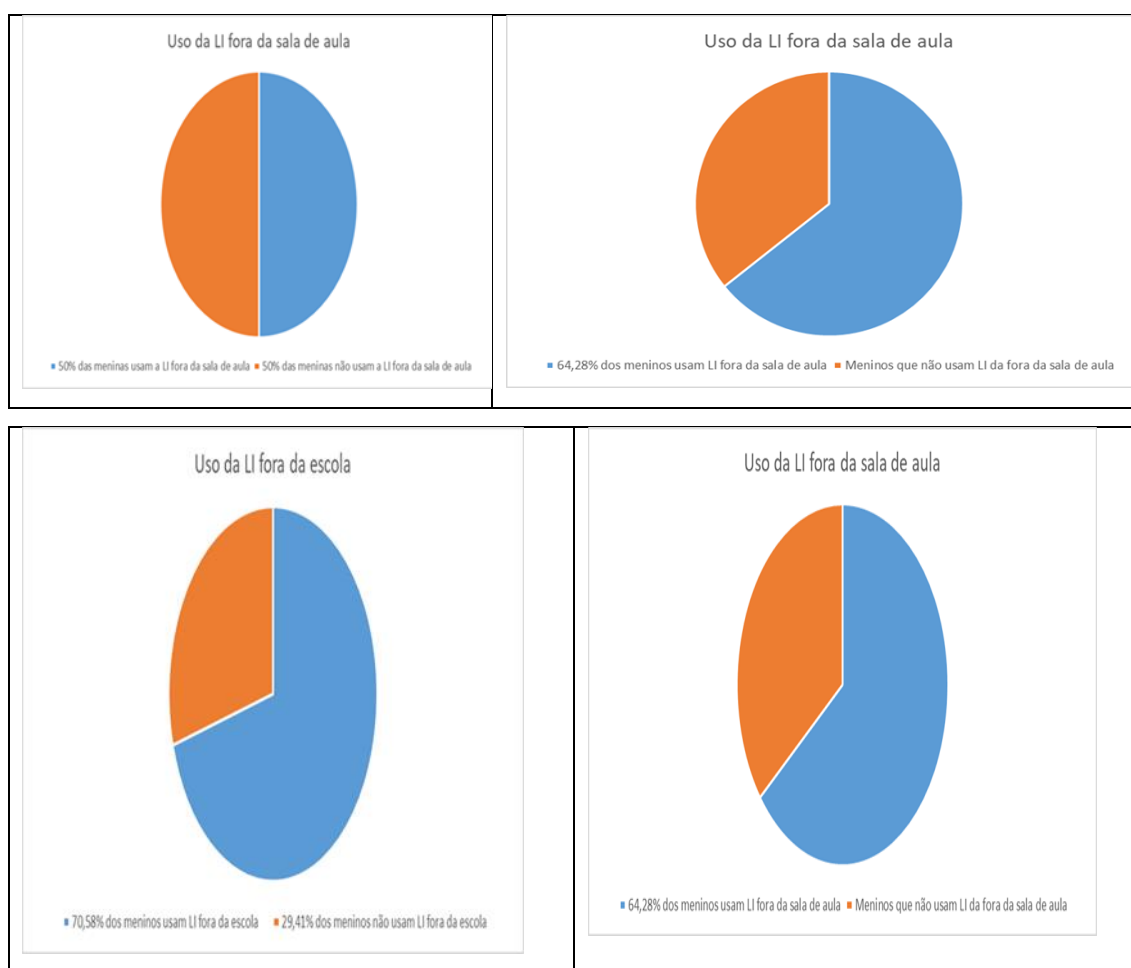 Uso da LI fora da sala de aula
50% das meninas usam a LI fora da sala de aula 50% das meninas não usam a LI fora da sala de aula
Uso da LI fora da sala de aula
64,28% dos meninos usam LI fora da sala de aula Meninos que não usam LI da fora da sala de aula
Uso da LI fora da escola
70,58% dos meninos usam LI fora da escola 29,41% dos meninos não usam LI fora da escola
Uso da LI fora da sala de aula
64,28% dos meninos usam LI fora da sala de aula Meninos que não usam LI da fora da sala de aula